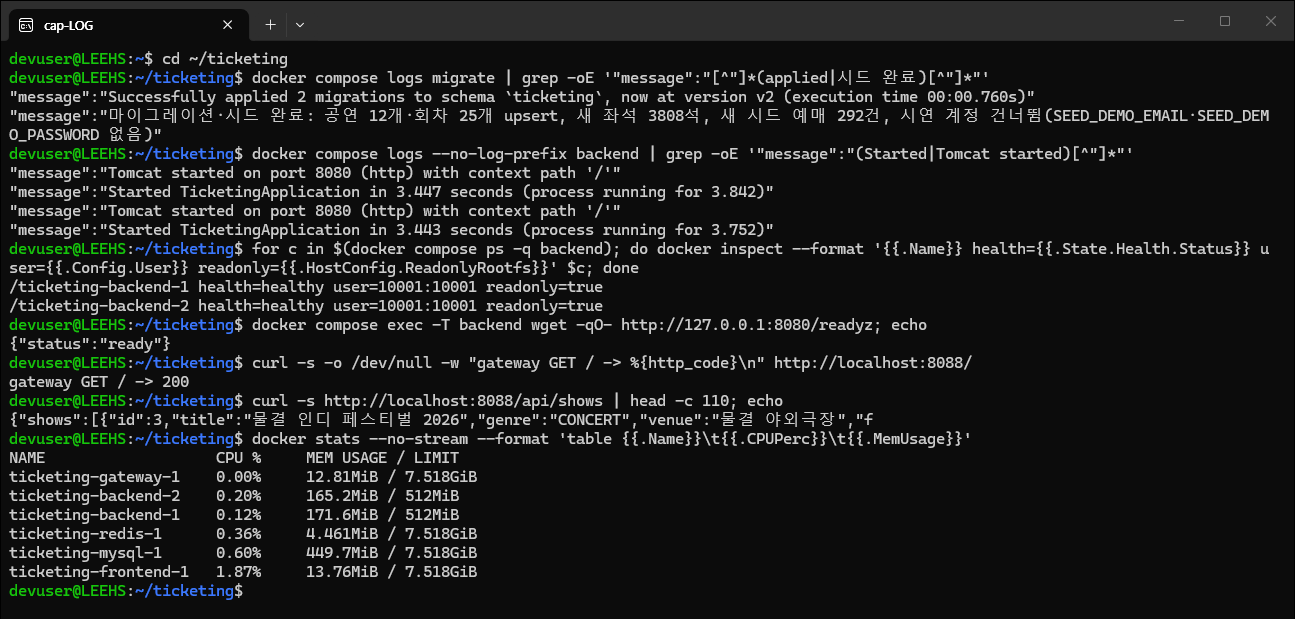 cap-LOG
devuser@LEEHS:~$ cd ~/ticketing
devuser@LEEHS:~/ticketing$ docker compose logs migrate | grep -oE '"message":"[^"]*(applied|시드 완료)[^"]*"'
"message":"Successfully applied 2 migrations to schema `ticketing`, now at version v2 (execution time 00:00.760s)"
"message":"마이그레이션·시드 완료: 공연 12개·회차 25개 upsert, 새 좌석 3808석, 새 시드 예매 292건, 시연 계정 건너뜀(SEED_DEMO_EMAIL·SEED_DEM
O_PASSWORD 없음)"
devuser@LEEHS:~/ticketing$ docker compose logs --no-log-prefix backend | grep -oE '"message":"(Started|Tomcat started)[^"]*"'
"message":"Tomcat started on port 8080 (http) with context path '/'"
"message":"Started TicketingApplication in 3.447 seconds (process running for 3.842)"
"message":"Tomcat started on port 8080 (http) with context path '/'"
"message":"Started TicketingApplication in 3.443 seconds (process running for 3.752)"
devuser@LEEHS:~/ticketing$ for c in $(docker compose ps -q backend); do docker inspect --format '{{.Name}} health={{.State.Health.Status}} u
ser={{.Config.User}} readonly={{.HostConfig.ReadonlyRootfs}}' $c; done
/ticketing-backend-1 health=healthy user=10001:10001 readonly=true
/ticketing-backend-2 health=healthy user=10001:10001 readonly=true
devuser@LEEHS:~/ticketing$ docker compose exec -T backend wget -qO- http://127.0.0.1:8080/readyz; echo
{"status":"ready"}
devuser@LEEHS:~/ticketing$ curl -s -o /dev/null -w "gateway GET / -> %{http_code}\n" http://localhost:8088/
gateway GET / -> 200
devuser@LEEHS:~/ticketing$ curl -s http://localhost:8088/api/shows | head -c 110; echo
{"shows":[{"id":3,"title":"물결 인디 페스티벌 2026","genre":"CONCERT","venue":"물결 야외극장","f
devuser@LEEHS:~/ticketing$ docker stats --no-stream --format 'table {{.Name}}\t{{.CPUPerc}}\t{{.MemUsage}}'
NAME CPU % MEM USAGE / LIMIT
ticketing-gateway-1 0.00% 12.81MiB / 7.518GiB
ticketing-backend-2 0.20% 165.2MiB / 512MiB
ticketing-backend-1 0.12% 171.6MiB / 512MiB
ticketing-redis-1 0.36% 4.461MiB / 7.518GiB
ticketing-mysql-1 0.60% 449.7MiB / 7.518GiB
ticketing-frontend-1 1.87% 13.76MiB / 7.518GiB
devuser@LEEHS:~/ticketing$